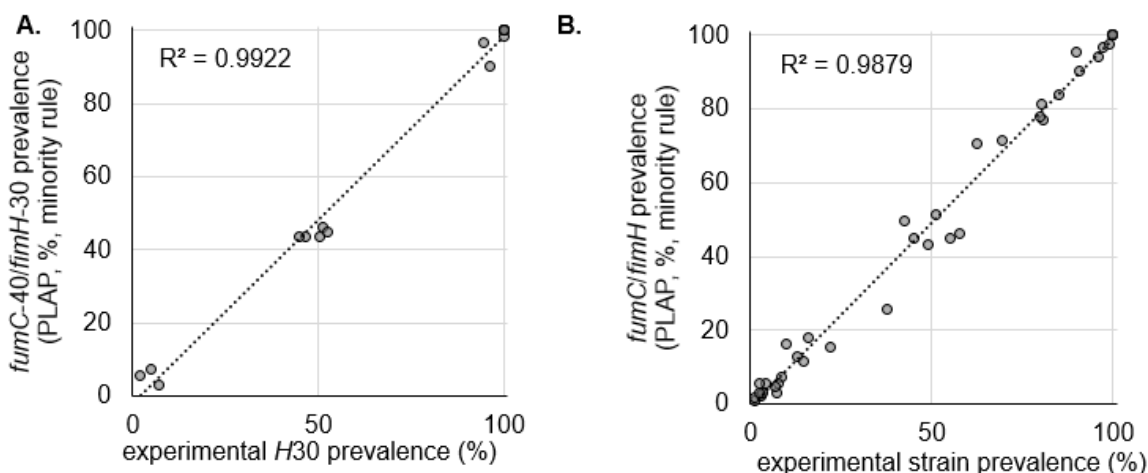 A.
fumC-40/fimH-30 prevalence
(PLAP, %, minority rule)
100
80
60
40
20
0
R² = 0.9922
0
50
100
experimental H30 prevalence (%)
B.
fumC/fimH prevalence
(PLAP, %, minority rule)
100
80
60
40
20
0
R² = 0.9879
0
50
100
experimental strain prevalence (%)